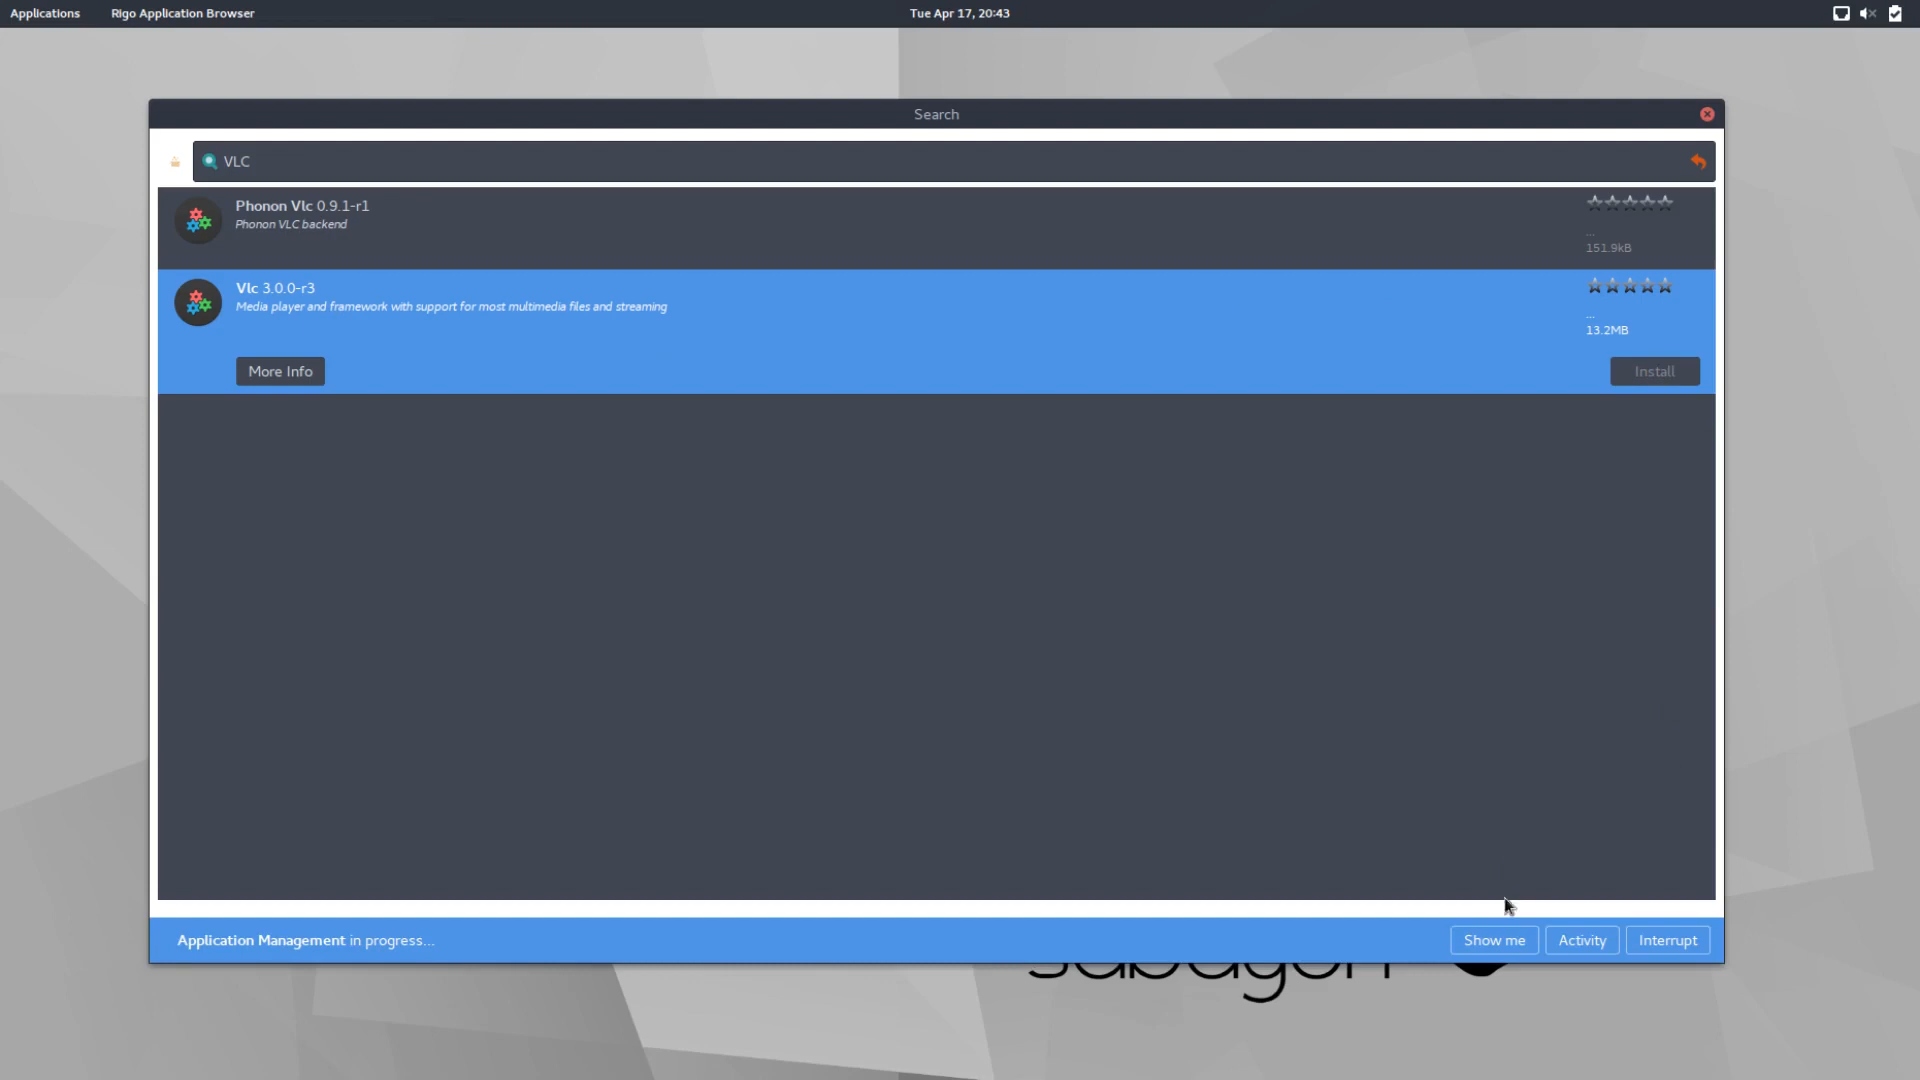 Applications Rigo Application Browser Tue Apr 17, 20:43
Search
VLC
Phonon Vlc 0.9.1-r1
Phonon VLC backend
...
151.9kB
Vlc 3.0.0-r3
Media player and framework with support for most multimedia files and streaming
...
13.2MB
More Info Install
Application Management in progress... Show me Activity Interrupt
sabayon